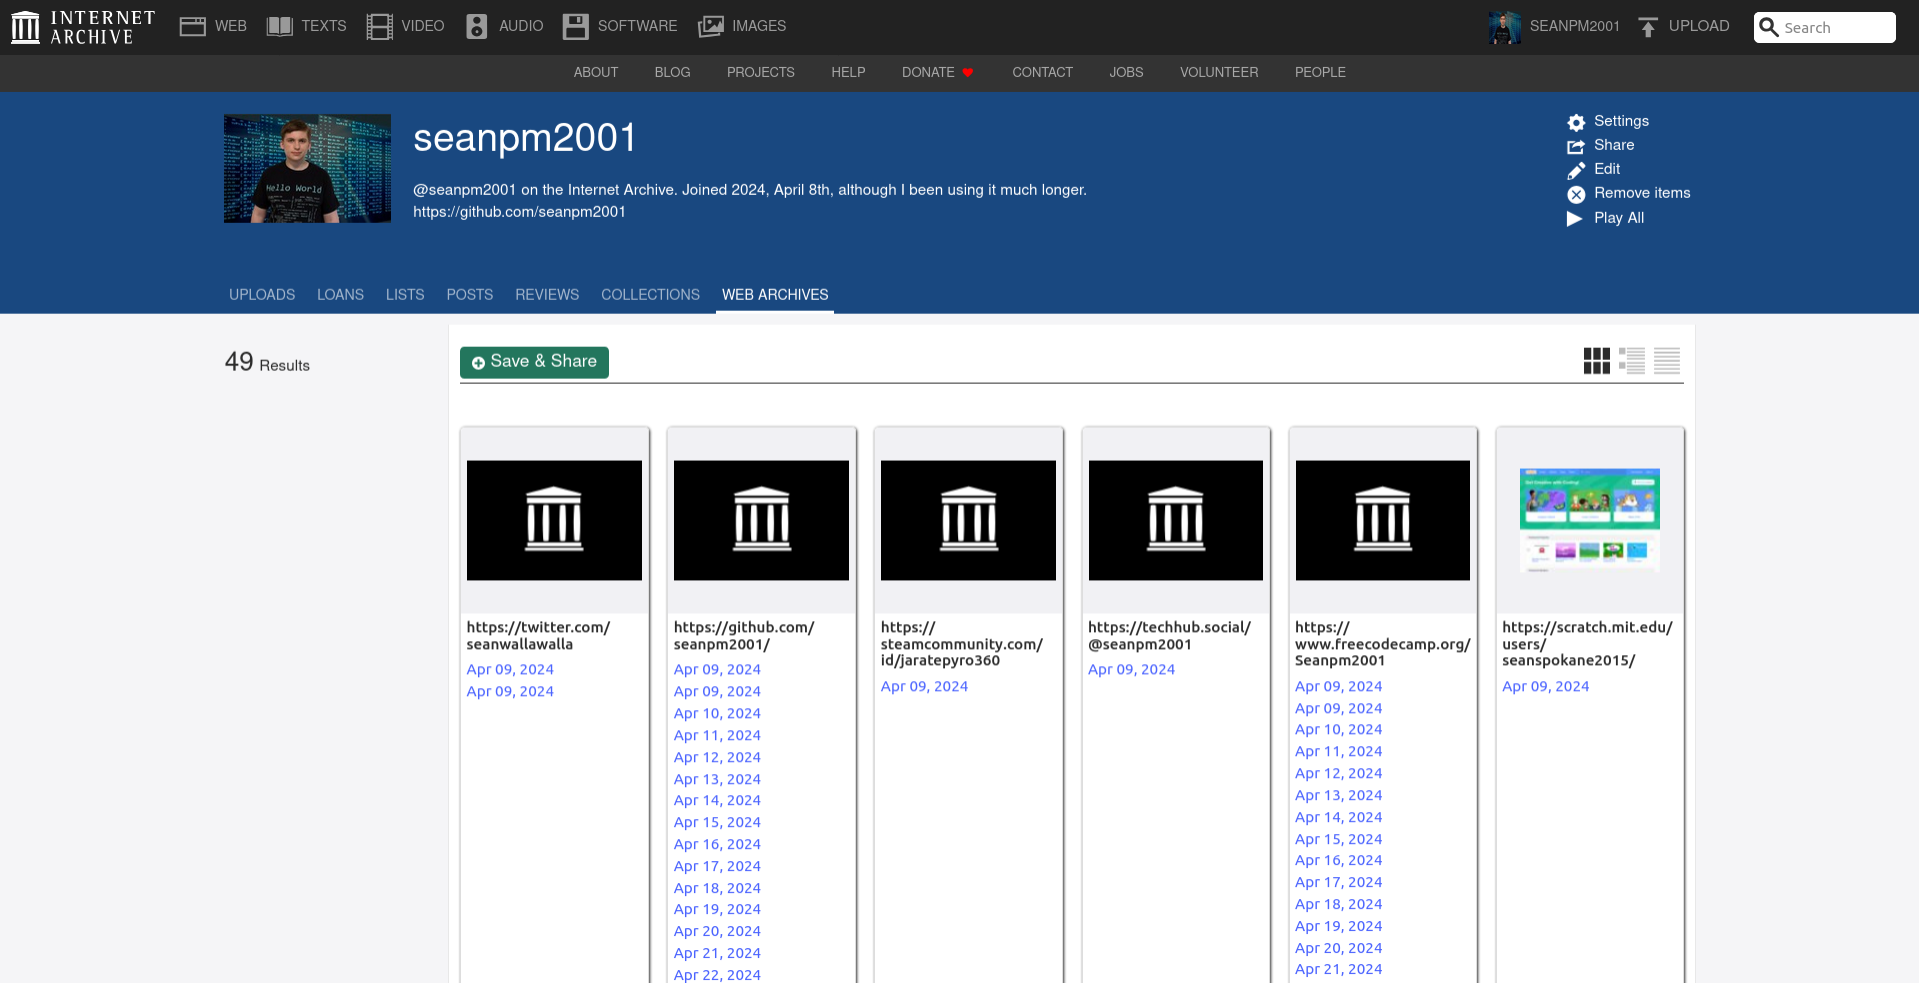 INTERNET
ARCHIVE
WEB
TEXTS
VIDEO
AUDIO
SOFTWARE
IMAGES
SEANPM2001
UPLOAD
Search
ABOUT
BLOG
PROJECTS
HELP
DONATE
CONTACT
JOBS
VOLUNTEER
PEOPLE
Hello World
seanpm2001
@seanpm2001 on the Internet Archive. Joined 2024, April 8th, although I been using it much longer.
https://github.com/seanpm2001
Settings
Share
Edit
Remove items
Play All
UPLOADS
LOANS
LISTS
POSTS
REVIEWS
COLLECTIONS
WEB ARCHIVES
49 Results
Save & Share
https://twitter.com/
seanwallawalla
Apr 09, 2024
Apr 09, 2024
https://github.com/
seanpm2001/
Apr 09, 2024
Apr 09, 2024
Apr 10, 2024
Apr 11, 2024
Apr 12, 2024
Apr 13, 2024
Apr 14, 2024
Apr 15, 2024
Apr 16, 2024
Apr 17, 2024
Apr 18, 2024
Apr 19, 2024
Apr 20, 2024
Apr 21, 2024
Apr 22, 2024
https://
steamcommunity.com/
id/jaratepyro360
Apr 09, 2024
https://techhub.social/
@seanpm2001
Apr 09, 2024
https://
www.freecodecamp.org/
Seanpm2001
Apr 09, 2024
Apr 09, 2024
Apr 10, 2024
Apr 11, 2024
Apr 12, 2024
Apr 13, 2024
Apr 14, 2024
Apr 15, 2024
Apr 16, 2024
Apr 17, 2024
Apr 18, 2024
Apr 19, 2024
Apr 20, 2024
Apr 21, 2024
https://scratch.mit.edu/
users/
seanspokane2015/
Apr 09, 2024